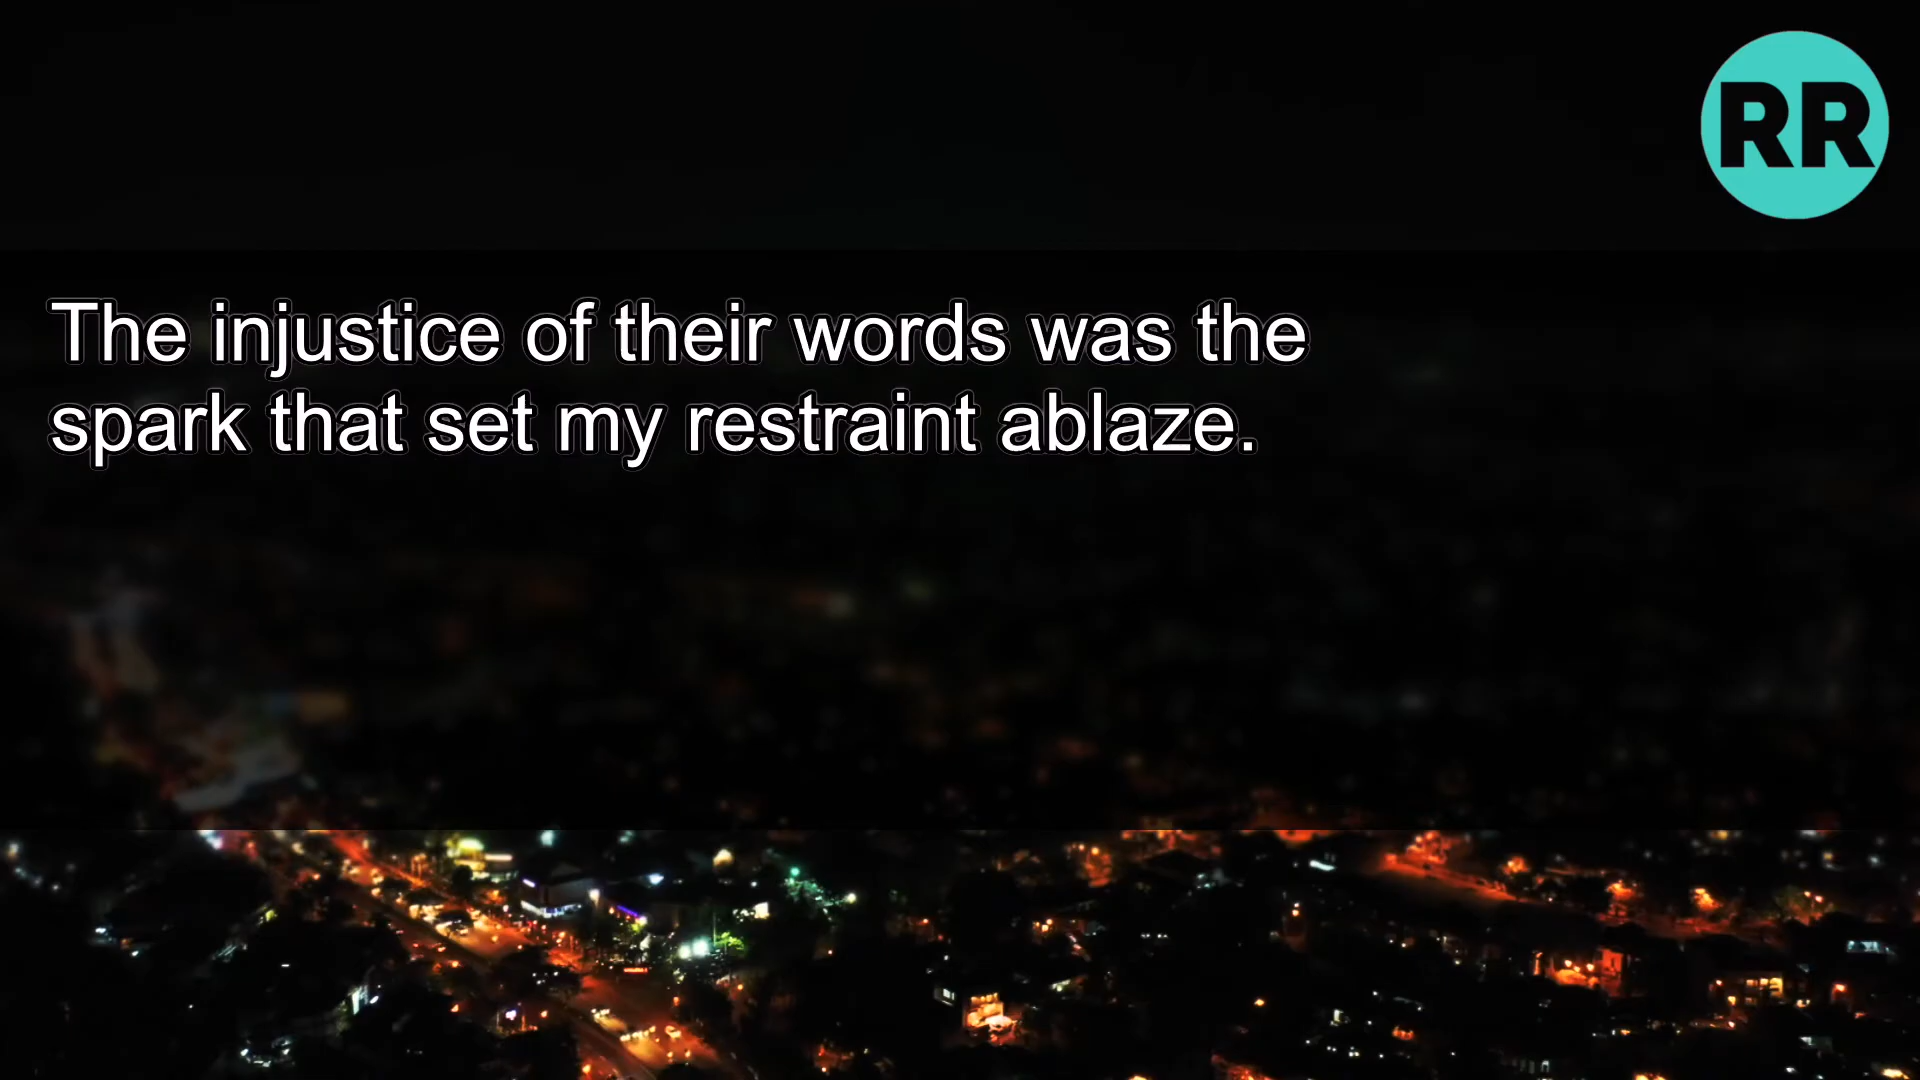 RR
The injustice of their words was the
spark that set my restraint ablaze.